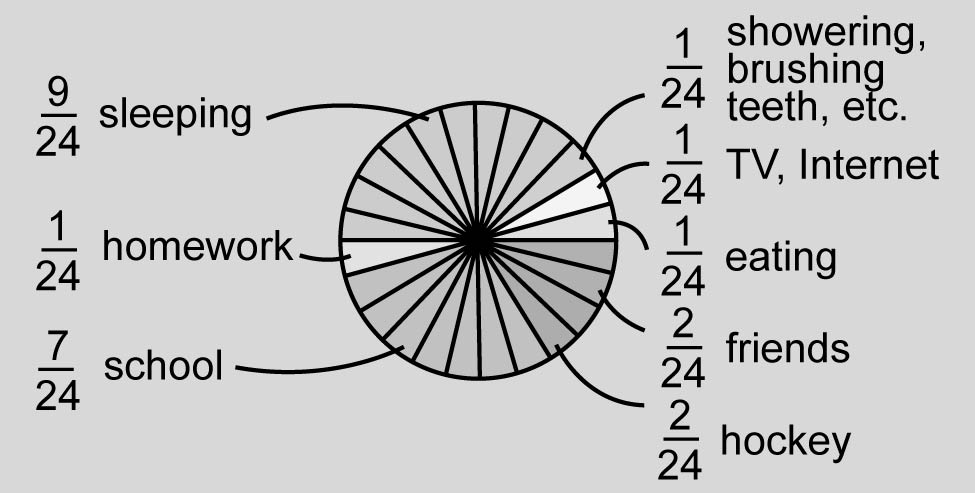 9/24 sleeping
1/24 homework
7/24 school
1/24 showering,
brushing
teeth, etc.
1/24 TV, Internet
1/24 eating
2/24 friends
2/24 hockey